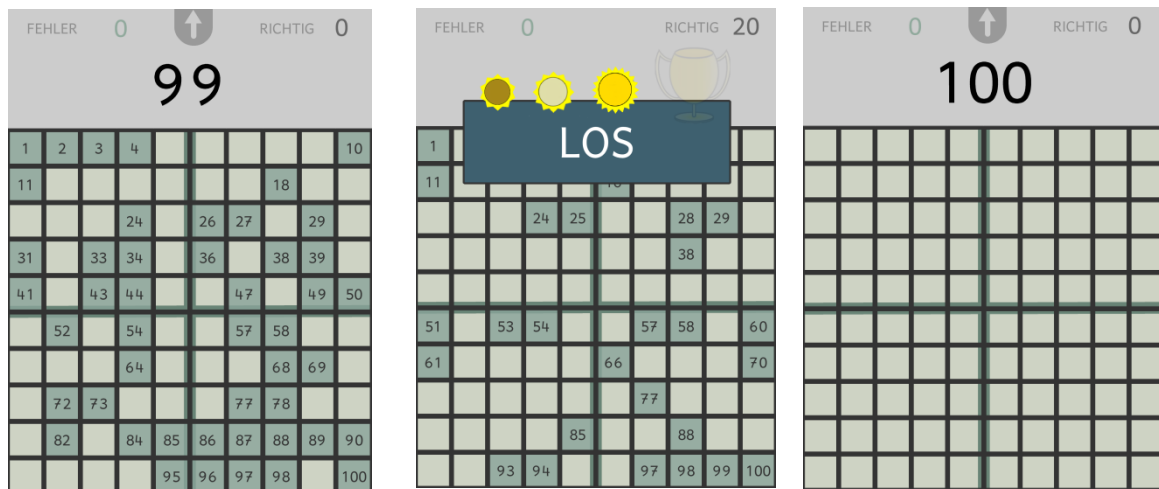 FEHLER 0 RICHTIG 0
99
1 2 3 4 10
11 18
24 26 27 29
31 33 34 36 38 39
41 43 44 47 49 50
52 54 57 58
64 68 69
72 73 77 78
82 84 85 86 87 88 89 90
95 96 97 98 100
FEHLER 0 RICHTIG 20
LOS
1
11
24 25 28 29
38
51 53 54 57 58 60
61 66 70
77
85 88
93 94 97 98 99 100
FEHLER 0 RICHTIG 0
100